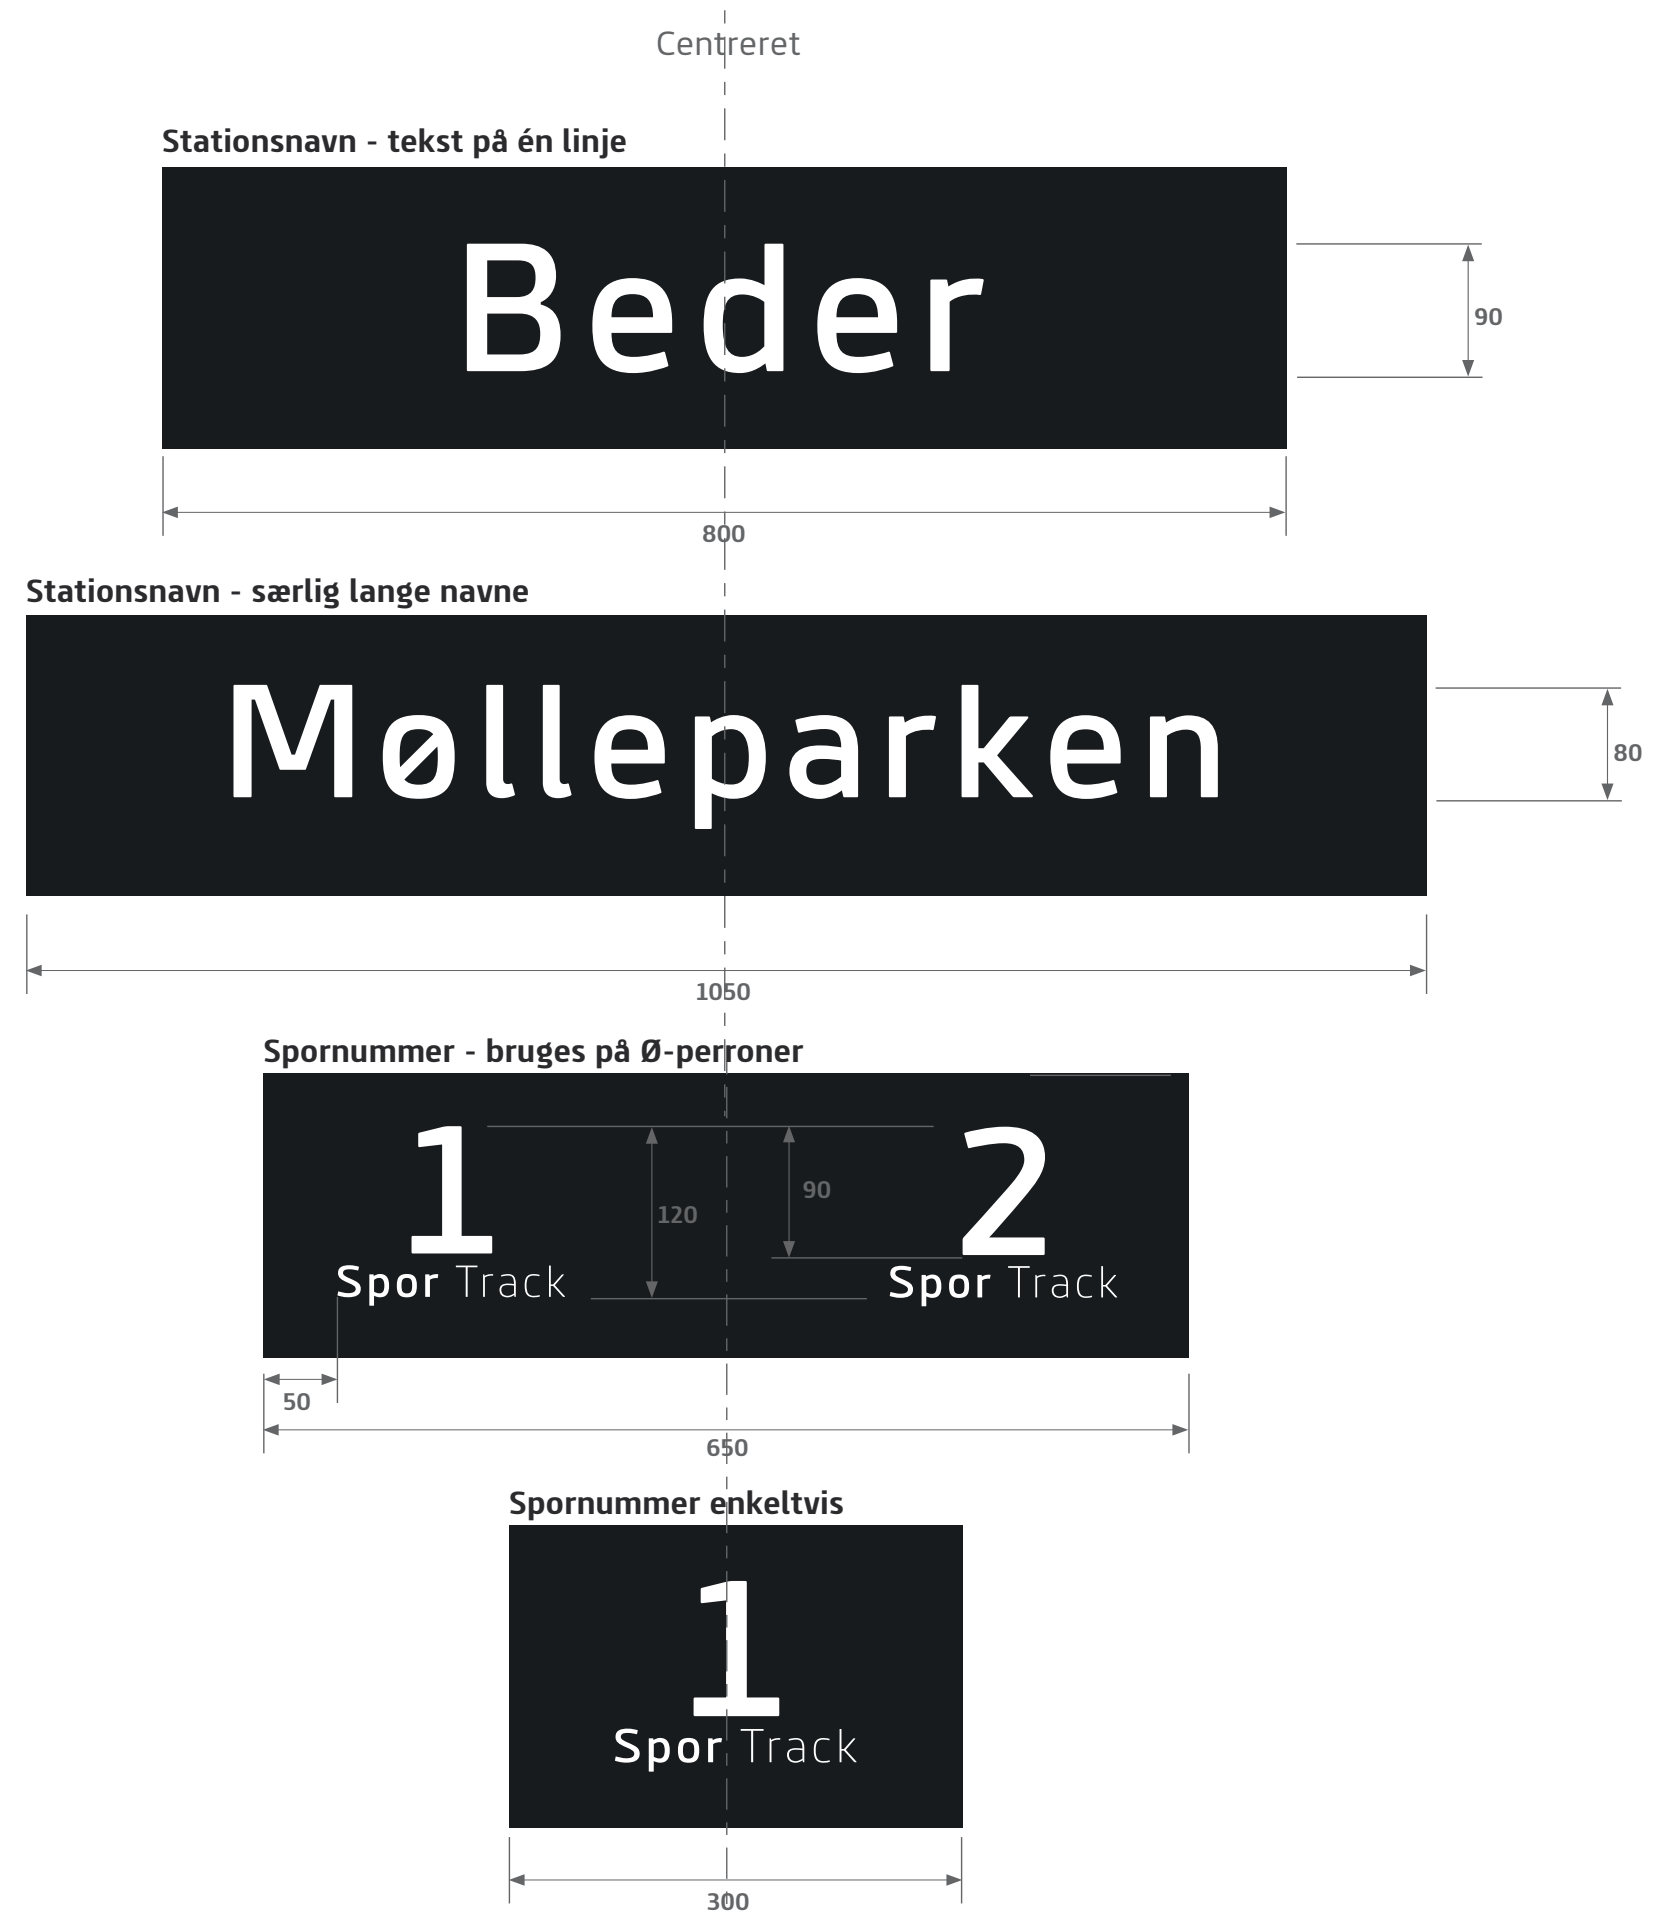 Centreret
Stationsnavn - tekst på én linje
Beder
90
800
Stationsnavn - særlig lange navne
Mølleparken
80
1050
Spornummer - bruges på Ø-perroner
1 2
90
120
Spor Track Spor Track
50
650
Spornummer enkeltvis
1
Spor Track
300